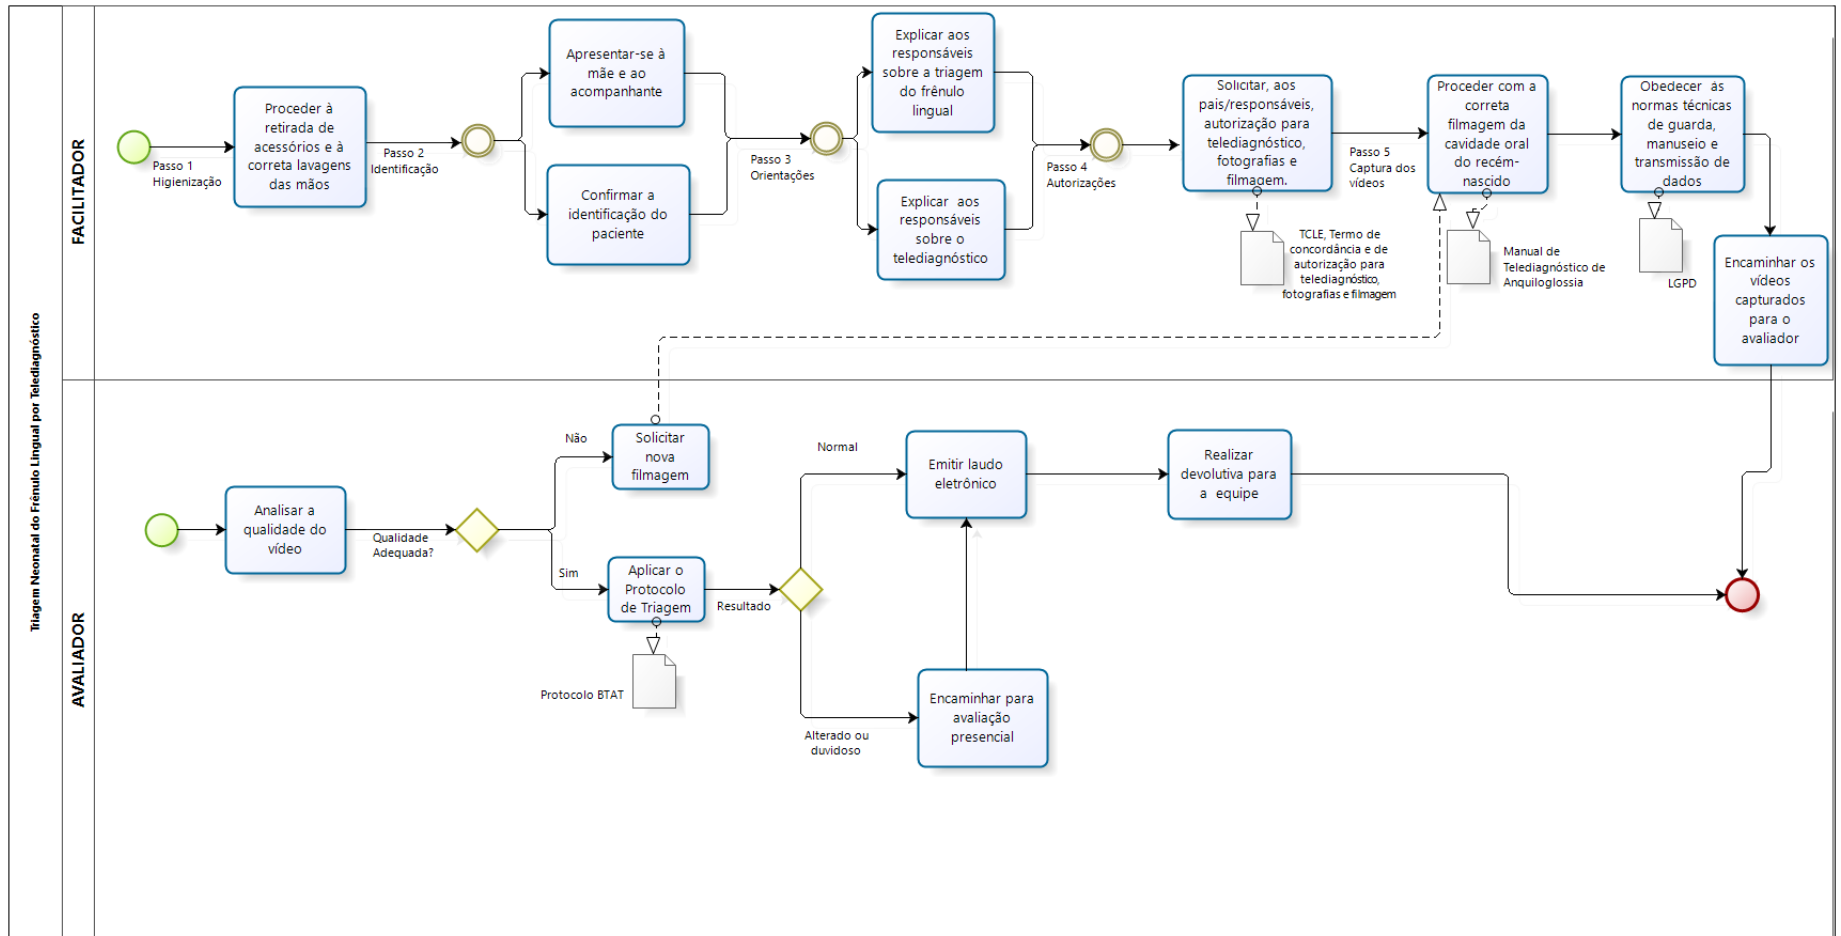 Triagem Neonatal do Frênulo Lingual por Telediagnóstico
FACILITADOR
Passo 1
Higienização
Proceder à
retirada de
acessórios e à
correta lavagens
das mãos
Passo 2
Identificação
Apresentar-se à
mãe e ao
acompanhante
Confirmar a
identificação do
paciente
Passo 3
Orientações
Explicar aos
responsáveis
sobre a triagem
do frênulo
lingual
Explicar aos
responsáveis
sobre o
telediagnóstico
Passo 4
Autorizações
Solicitar, aos
pais/responsáveis,
autorização para
telediagnóstico,
fotografias e
filmagem.
TCLE, Termo de
concordância e de
autorização para
telediagnóstico,
fotografias e filmagem
Passo 5
Captura dos
vídeos
Proceder com a
correta
filmagem da
cavidade oral
do recém-
nascido
Manual de
Telediagnóstico de
Anquiloglossia
Obedecer às
normas técnicas
de guarda,
manuseio e
transmissão de
dados
LGPD
Encaminhar os
vídeos
capturados
para o
avaliador
AVALIADOR
Analisar a
qualidade do
vídeo
Qualidade
Adequada?
Não
Solicitar
nova
filmagem
Sim
Aplicar o
Protocolo
de Triagem
Protocolo BTAT
Resultado
Normal
Emitir laudo
eletrônico
Alterado ou
duvidoso
Encaminhar para
avaliação
presencial
Realizar
devolutiva para
a equipe